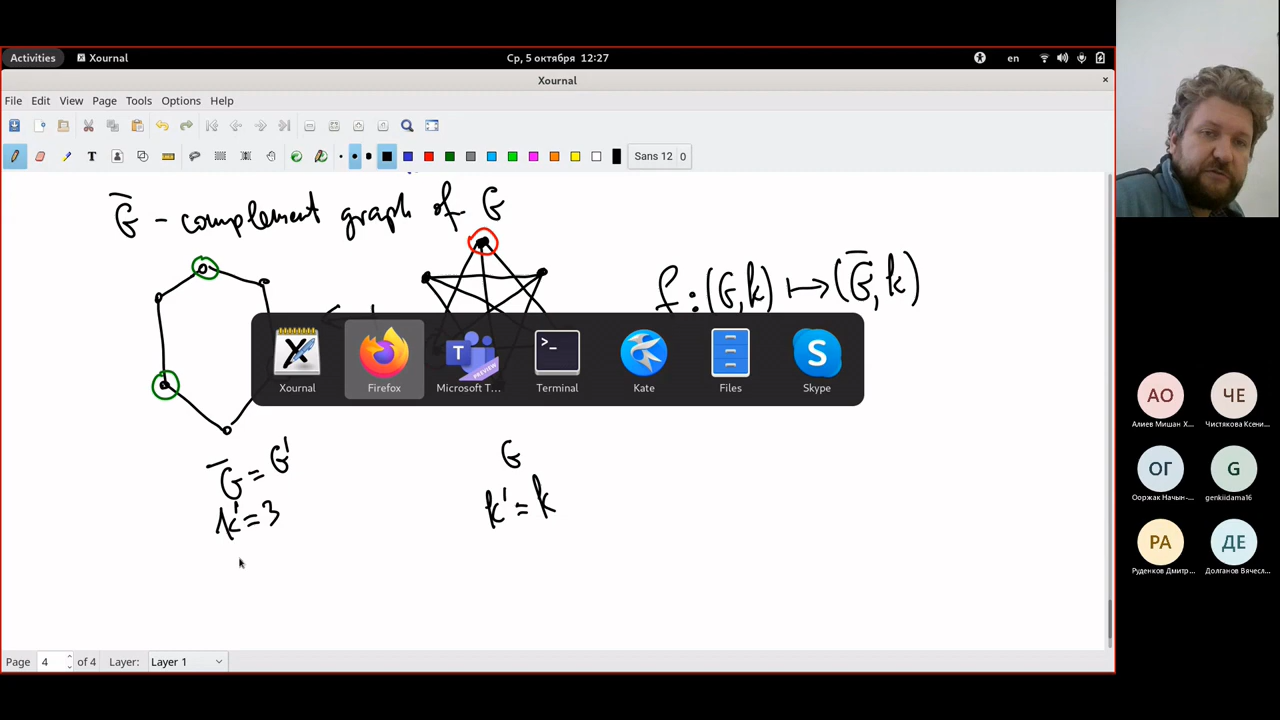 Activities
Xournal
Ср, 5 октября 12:27
en
Xournal
File Edit View Page Tools Options Help
T
Sans 12 0
G̅ - complement graph of G
f : (G, k) ↦ (G̅, k)
Xournal
Firefox
Microsoft T...
Terminal
Kate
Files
Skype
T
PREVIEW
>_
S
G̅ = G'
k' = 3
G
k' = k
АО
ЧЕ
Алиев Мишан Х...
Чистякова Ксени...
ОГ
G
Ооржак Начын-...
genkiidama16
РА
ДЕ
Руденков Дмитр...
Долганов Вячесл...
Page 4 of 4 Layer: Layer 1